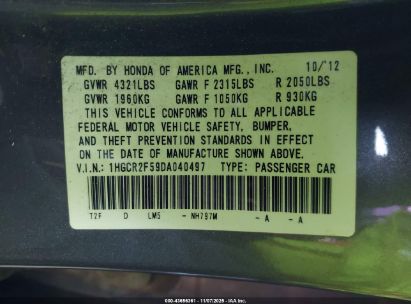 MFD. BY HONDA OF AMERICA MFG., INC. 10/12
GVWR 4321LBS GAWR F 2315LBS R 2050LBS
GVWR 1960KG GAWR F 1050KG R 930KG
THIS VEHICLE CONFORMS TO ALL APPLICABLE
FEDERAL MOTOR VEHICLE SAFETY, BUMPER,
AND THEFT PREVENTION STANDARDS IN EFFECT
ON THE DATE OF MANUFACTURE SHOWN ABOVE.
V.I.N.: 1HGCR2F59DA040497 TYPE: PASSENGER CAR
T2F D LM5 - NH797M - A - A
43656361 - 11/07/2025 - IAA Inc.